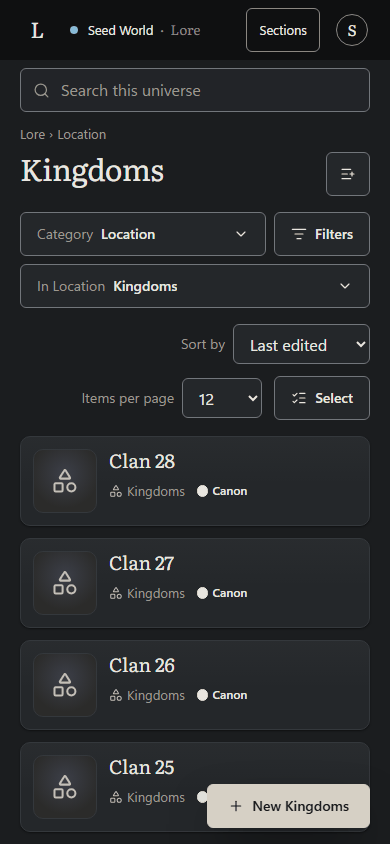 L Seed World · Lore Sections S
Search this universe
Lore › Location
Kingdoms
Category Location Filters
In Location Kingdoms
Sort by Last edited
Items per page 12 Select
Clan 28
Kingdoms Canon
Clan 27
Kingdoms Canon
Clan 26
Kingdoms Canon
Clan 25
Kingdoms
+ New Kingdoms